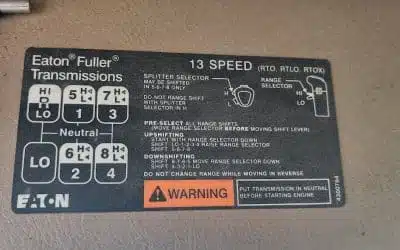 Eaton® Fuller®
Transmissions
13 SPEED (RTO, RTLO, RTOX)
SPLITTER SELECTOR
MAY BE SHIFTED
IN 5-6-7-8 ONLY
H
L
RANGE
SELECTOR
HI
LO
DO NOT RANGE SHIFT
WITH SPLITTER
SELECTOR IN H
HI
LO
5 H L
1
7 H L
3
Neutral
LO
6 H L
2
8 H L
4
PRE-SELECT ALL RANGE SHIFTS
(MOVE RANGE SELECTOR BEFORE MOVING SHIFT LEVER)
UPSHIFTING
START WITH RANGE SELECTOR DOWN
SHIFT LO-1-2-3-4 RAISE RANGE SELECTOR
SHIFT 5-6-7-8
DOWNSHIFTING
SHIFT 8-7-6-5 MOVE RANGE SELECTOR DOWN
SHIFT 4-3-2-1-LO
DO NOT MOVE RANGE SELECTOR WHILE MOVING IN REVERSE
EATON
WARNING
PUT TRANSMISSION IN NEUTRAL
BEFORE STARTING ENGINE